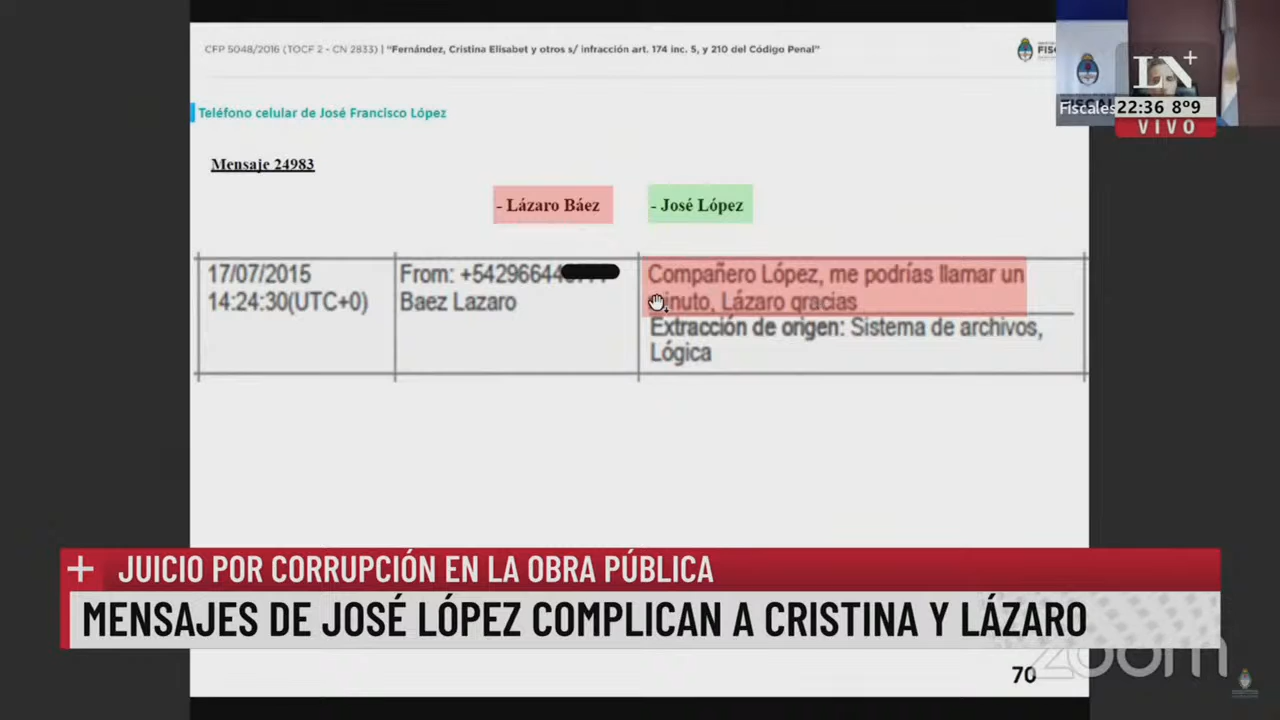 CFP 5048/2016 (TOCF 2 - CN 2833) | "Fernández, Cristina Elisabet y otros s/ infracción art. 174 inc. 5, y 210 del Código Penal"
LN+
Fiscales
22:36 8º9
VIVO
Teléfono celular de José Francisco López
Mensaje 24983
- Lázaro Báez
- José López
17/07/2015
14:24:30(UTC+0)
From: +542966446
Baez Lazaro
Compañero López, me podrías llamar un
minuto, Lázaro gracias
Extracción de origen: Sistema de archivos,
Lógica
+ JUICIO POR CORRUPCIÓN EN LA OBRA PÚBLICA
MENSAJES DE JOSÉ LÓPEZ COMPLICAN A CRISTINA Y LÁZARO
zoom
70